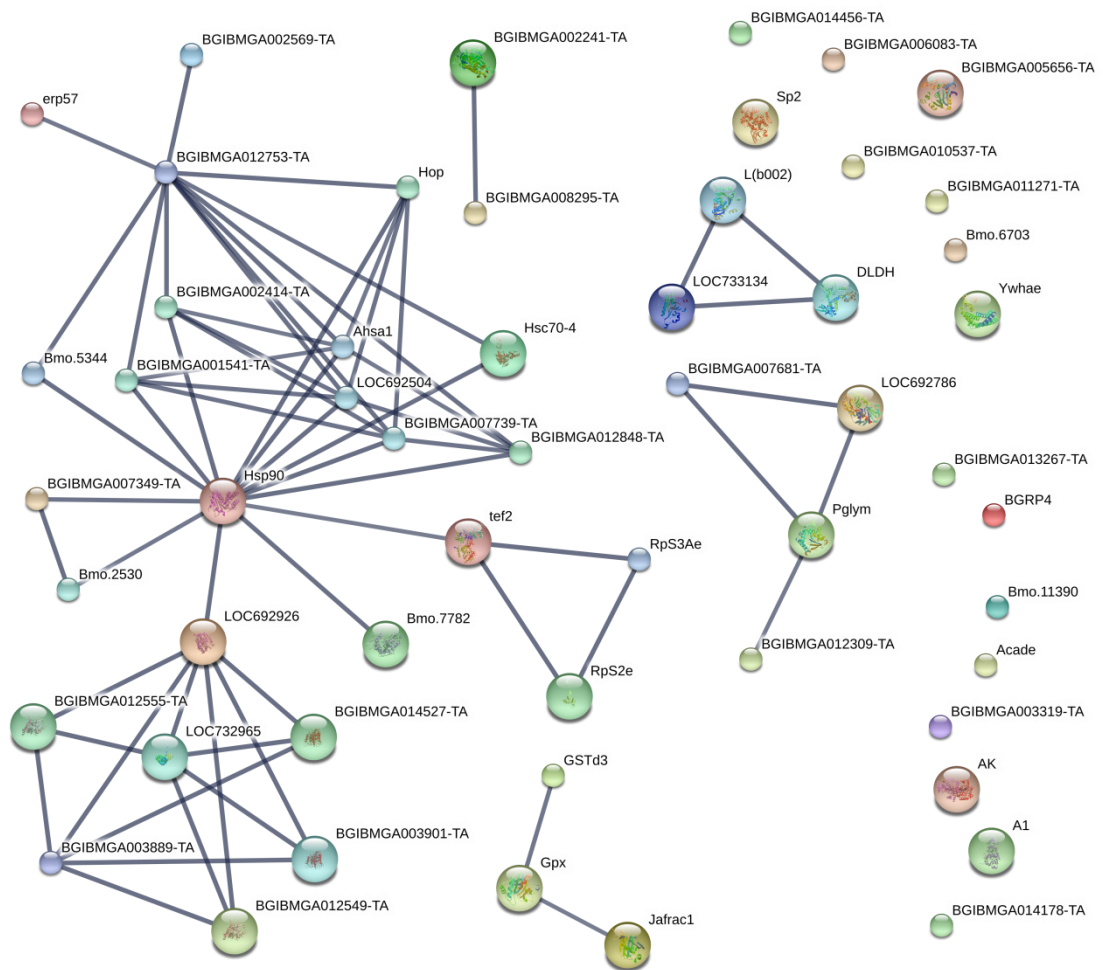 BGIBMGA014456-TA
BGIBMGA002569-TA
BGIBMGA002241-TA
BGIBMGA006083-TA
BGIBMGA005656-TA
erp57
Sp2
BGIBMGA012753-TA
Hop
BGIBMGA010537-TA
L(b002)
BGIBMGA011271-TA
BGIBMGA008295-TA
Bmo.6703
LOC733134
DLDH
Ywhae
BGIBMGA002414-TA
Ahsa1
Hsc70-4
Bmo.5344
BGIBMGA001541-TA
BGIBMGA007681-TA
LOC692786
LOC692504
BGIBMGA007739-TA
BGIBMGA012848-TA
Hsp90
BGIBMGA013267-TA
BGIBMGA007349-TA
BGRP4
tef2
Pglym
RpS3Ae
Bmo.2530
Bmo.11390
LOC692926
Bmo.7782
BGIBMGA012309-TA
Acade
RpS2e
BGIBMGA012555-TA
BGIBMGA014527-TA
BGIBMGA003319-TA
LOC732965
GSTd3
AK
BGIBMGA003889-TA
BGIBMGA003901-TA
A1
Gpx
BGIBMGA012549-TA
Jafrac1
BGIBMGA014178-TA